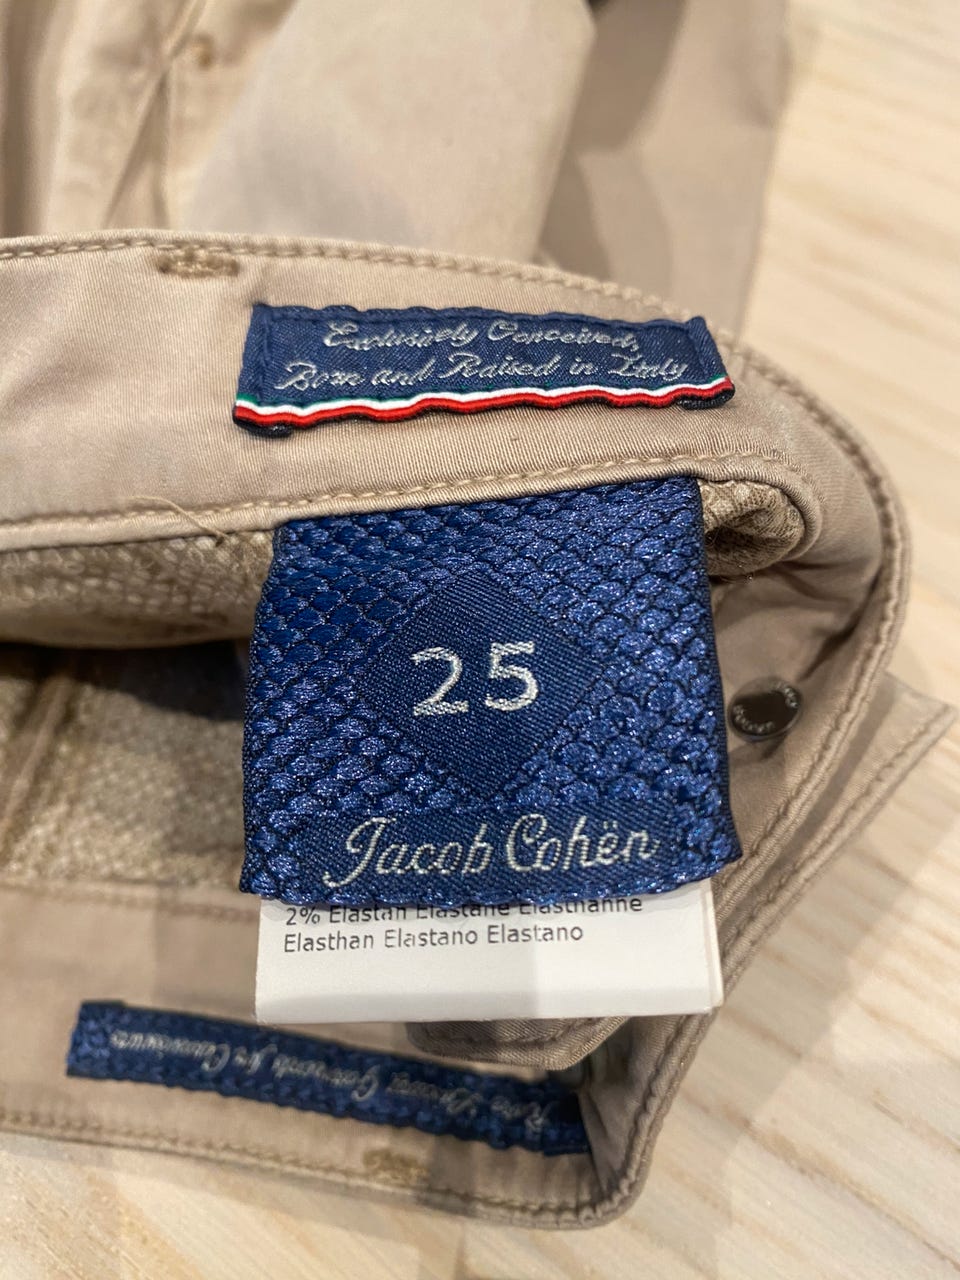 Exclusively Conceived,
Born and Raised in Italy
25
Jacob Cohën
2% Elastan Elastane Elasthanne
Elasthan Elastano Elastano